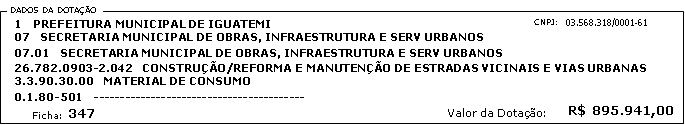 DADOS DA DOTAÇÃO
1 PREFEITURA MUNICIPAL DE IGUATEMI CNPJ: 03.568.318/0001-61
07 SECRETARIA MUNICIPAL DE OBRAS, INFRAESTRUTURA E SERV URBANOS
07.01 SECRETARIA MUNICIPAL DE OBRAS, INFRAESTRUTURA E SERV URBANOS
26.782.0903-2.042 CONSTRUÇÃO/REFORMA E MANUTENÇÃO DE ESTRADAS VICINAIS E VIAS URBANAS
3.3.90.30.00 MATERIAL DE CONSUMO
0.1.80-501 ----------------------------------------
Ficha: 347 Valor da Dotação: R$ 895.941,00